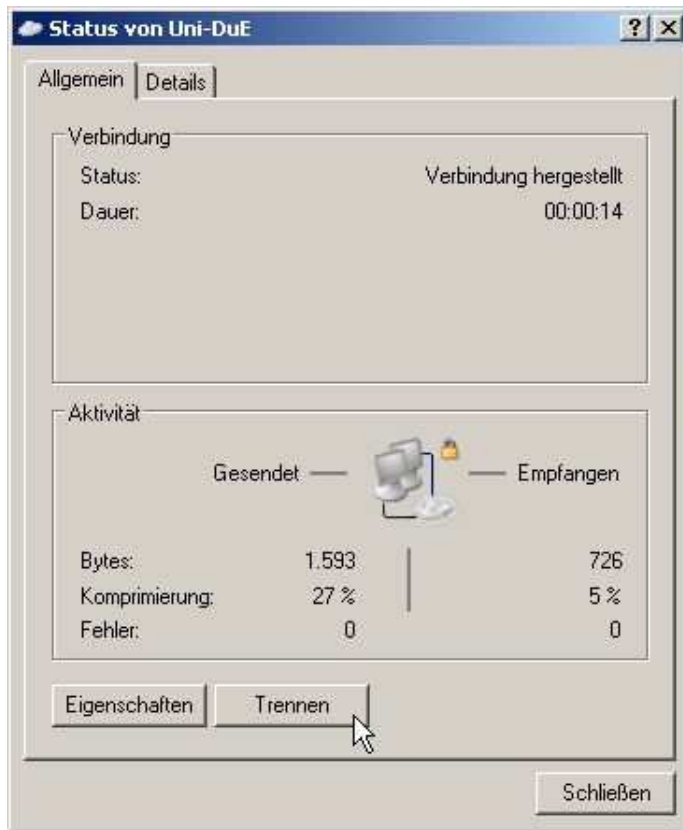 Status von Uni-DuE
Allgemein Details
Verbindung
Status: Verbindung hergestellt
Dauer: 00:00:14
Aktivität
Gesendet Empfangen
Bytes: 1.593 726
Komprimierung: 27 % 5 %
Fehler: 0 0
Eigenschaften Trennen
Schließen